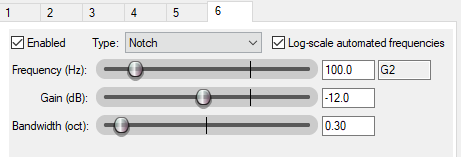 1 2 3 4 5 6
Enabled Type: Notch Log-scale automated frequencies
Frequency (Hz): 100.0 G2
Gain (dB): -12.0
Bandwidth (oct): 0.30